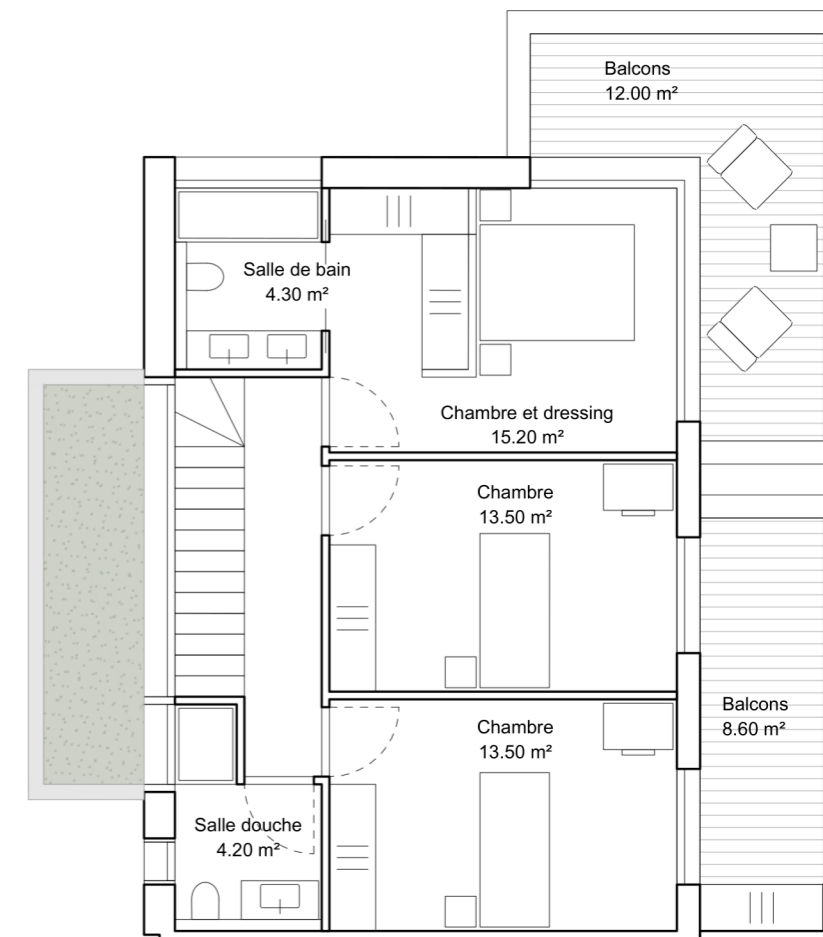 Balcons
12.00 m²
Salle de bain
4.30 m²
Chambre et dressing
15.20 m²
Chambre
13.50 m²
Balcons
8.60 m²
Chambre
13.50 m²
Salle douche
4.20 m²